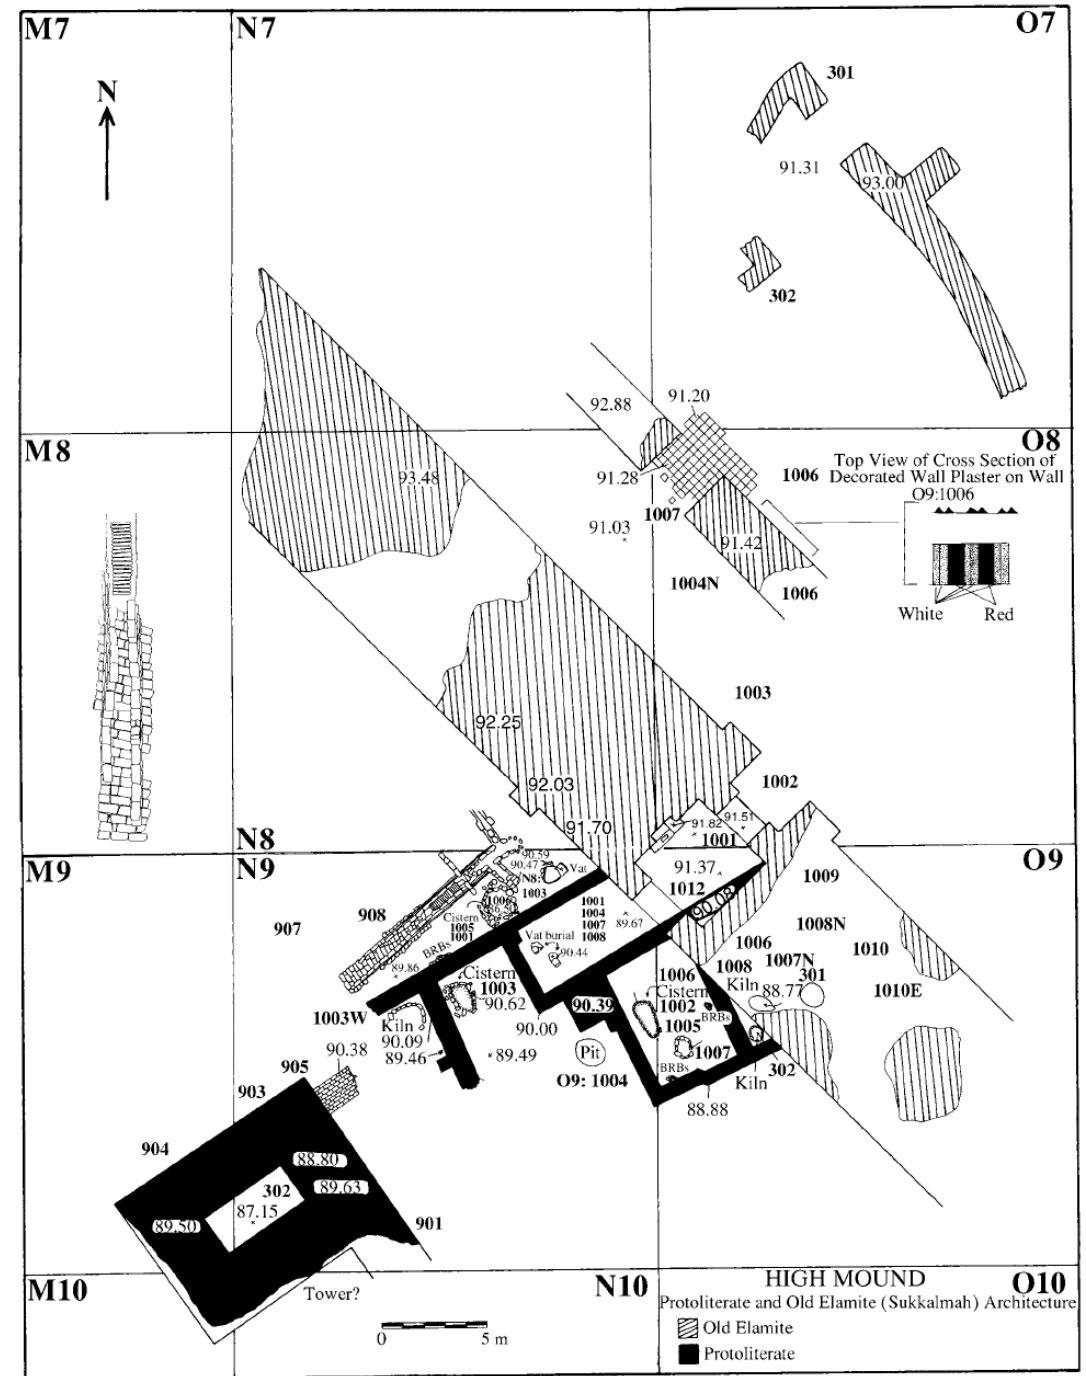 M7
N7
O7
N
301
91.31
93.00
302
92.88
91.20
M8
O8
Top View of Cross Section of
Decorated Wall Plaster on Wall
O9:1006
1006
93.48
91.28
1007
91.03
91.42
1004N
1006
White
Red
1003
92.25
1002
92.03
91.82
91.51
91.70
1001
N8
M9
N9
O9
90.59
90.47
Vat
N8:
1003
91.37
1012
1009
90.08
908
907
1006
Cistern
1005
1001
1001
1004
1007
1008
89.67
1008N
BRBs
Vat burial
90.44
1006
1007N
1010
89.86
Cistern
1003
90.62
1006
Cistern
1002
1008
Kiln
88.77
301
1010E
1003W
Kiln
90.09
89.46
90.00
90.39
1005
BRBs
1007
90.38
89.49
Pit
O9: 1004
BRBs
302
Kiln
905
903
88.88
904
88.80
89.63
302
87.15
89.50
901
M10
Tower?
N10
O10
HIGH MOUND
Protoliterate and Old Elamite (Sukkalmah) Architecture
Old Elamite
Protoliterate
0
5 m